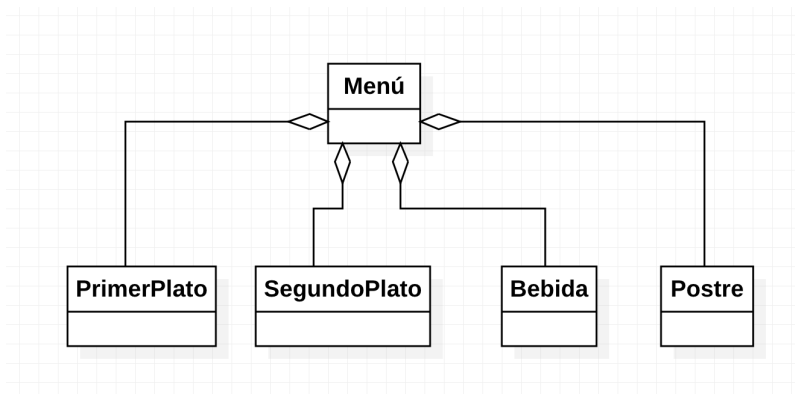 Menú
PrimerPlato
SegundoPlato
Bebida
Postre